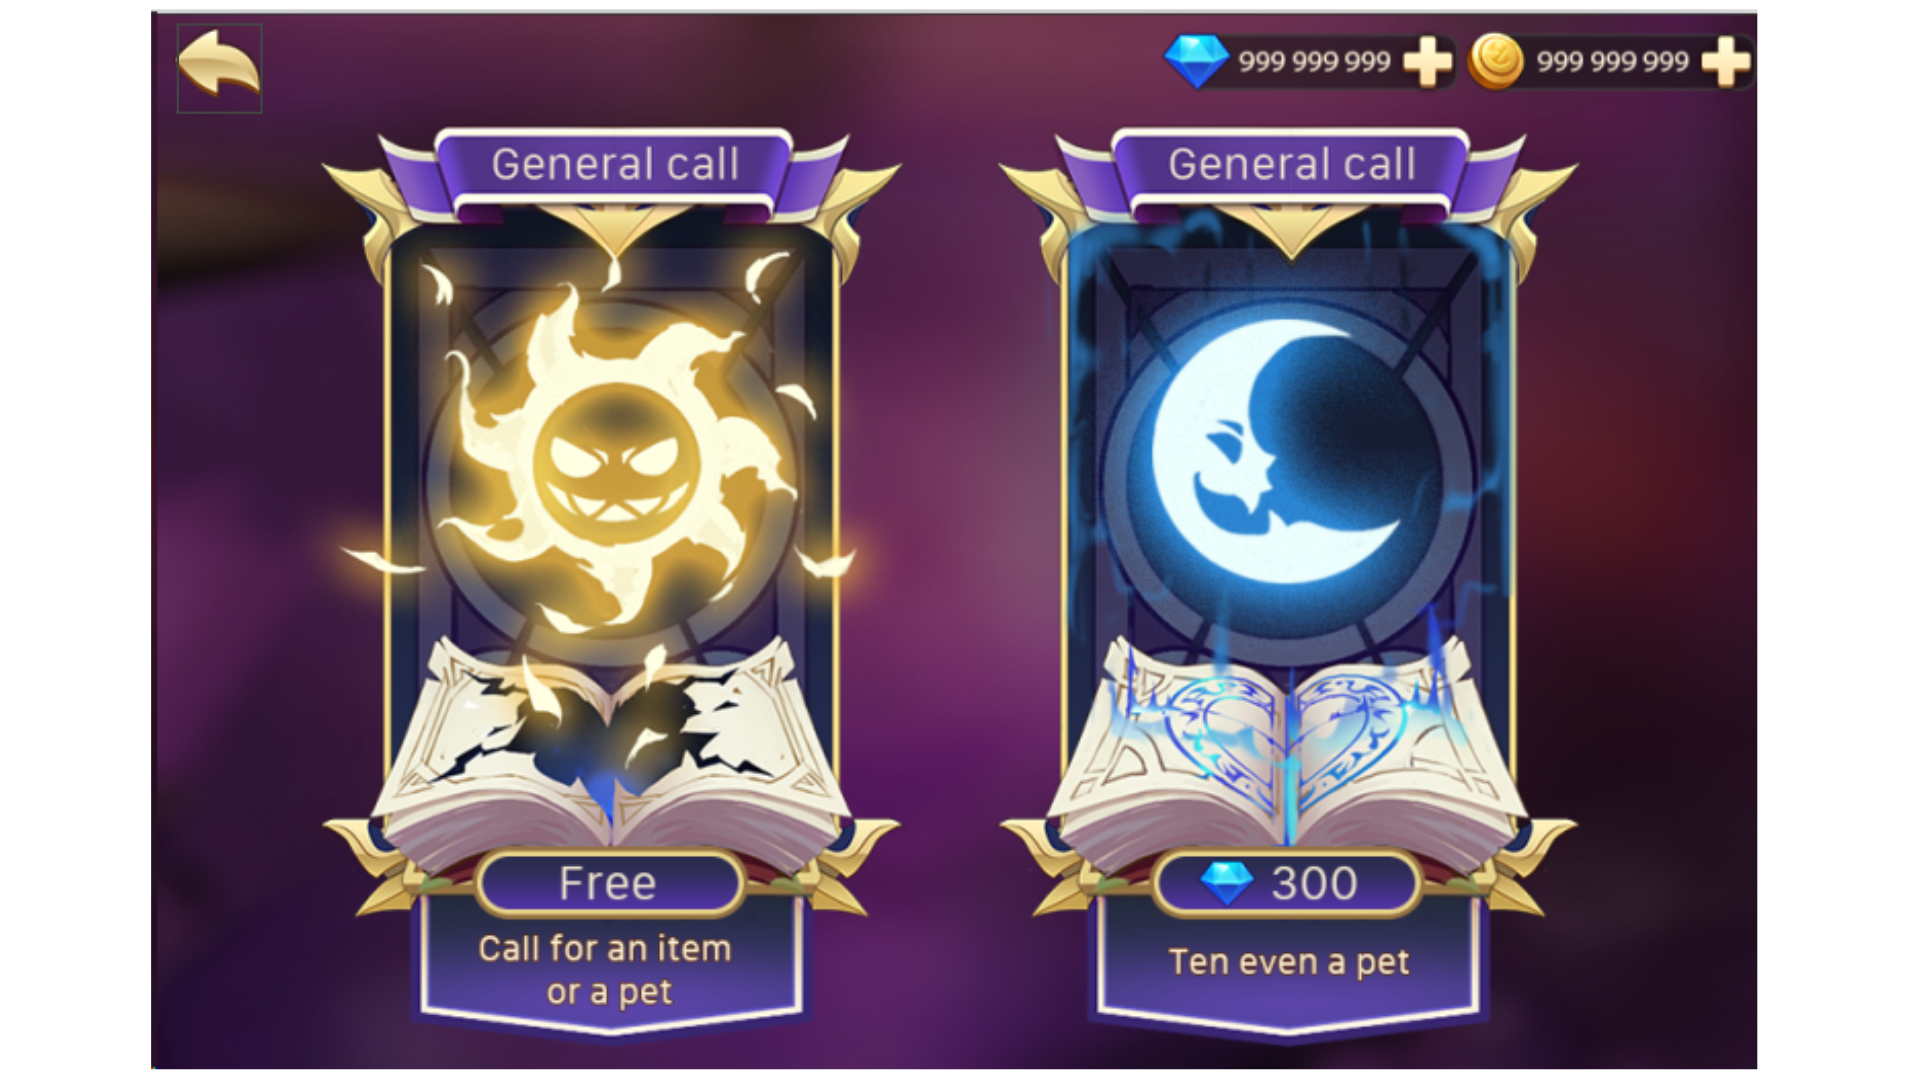 999 999 999
999 999 999
General call
General call
Free
Call for an item
or a pet
300
Ten even a pet